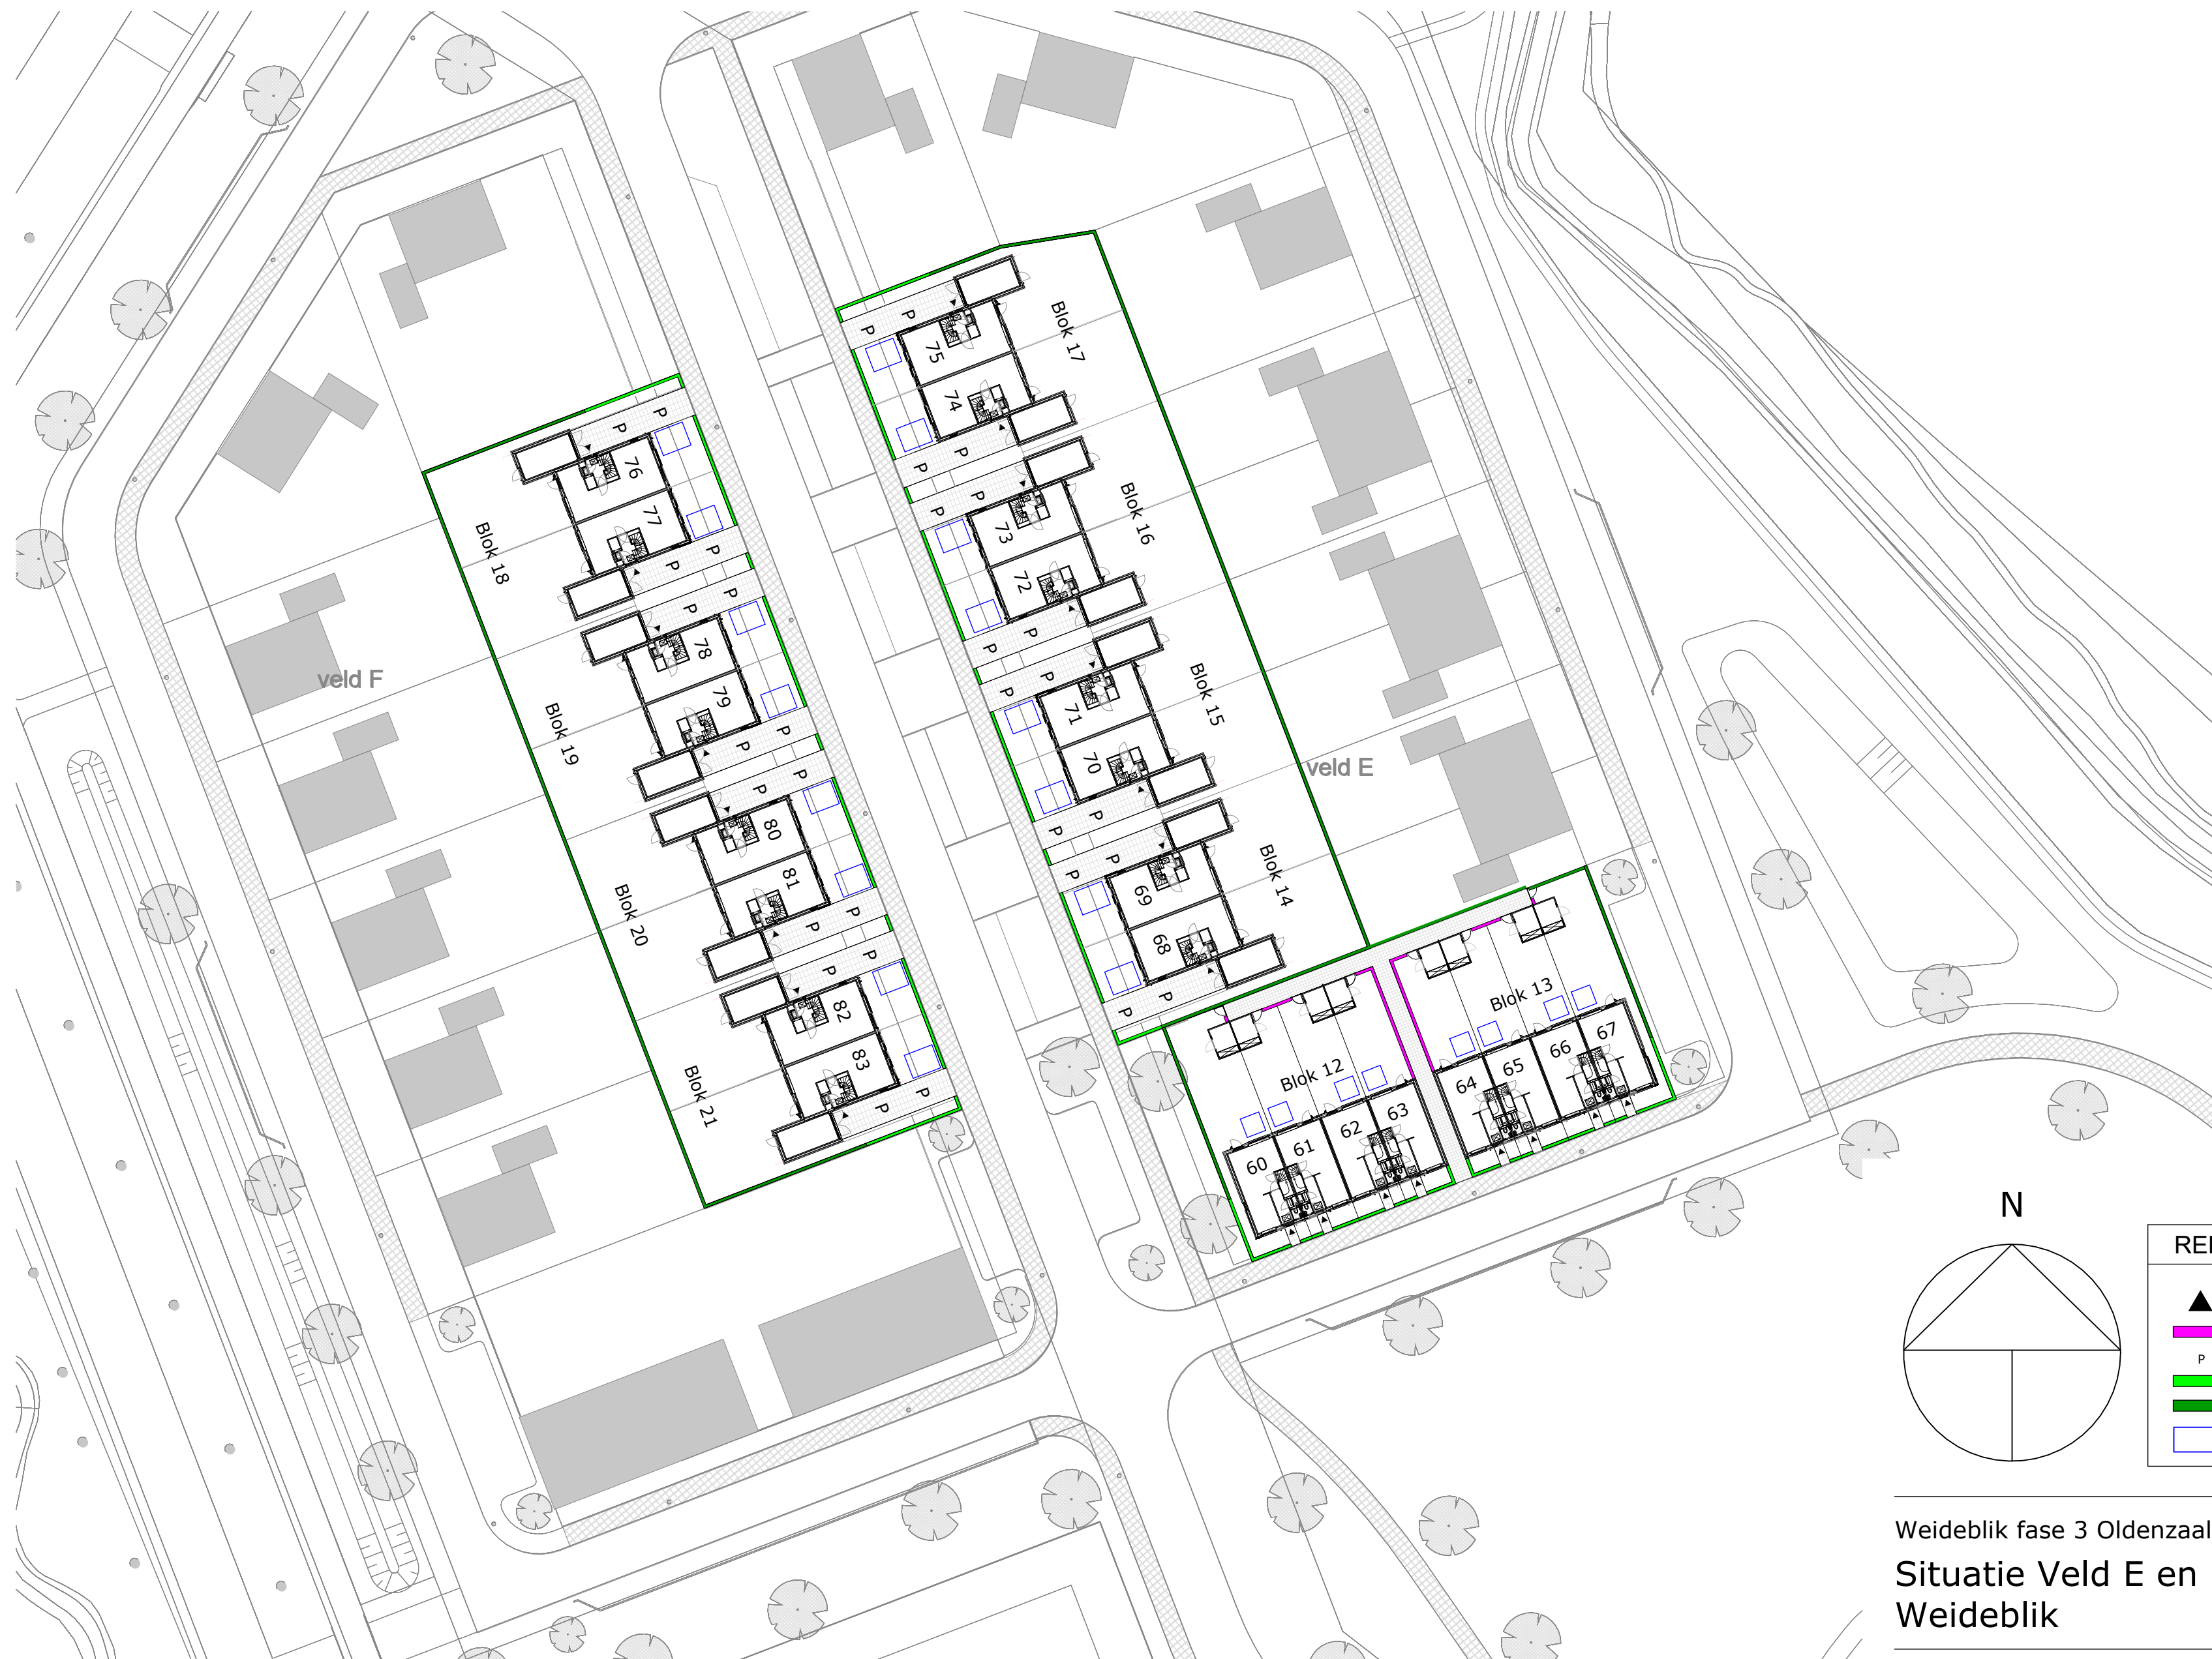 Blok 17
P
P
75
74
P
P
Blok 16
P
P
73
72
P
P
Blok 15
P
P
71
70
P
P
Blok 14
P
P
69
68
P
P
P
P
76
77
Blok 18
P
P
P
P
78
79
veld F
Blok 19
P
P
P
P
80
81
Blok 20
P
P
P
P
82
83
Blok 21
P
P
veld E
Blok 13
64
65
66
67
Blok 12
60
61
62
63
N
P
Weideblik fase 3 Oldenzaal
Situatie Veld E en
Weideblik